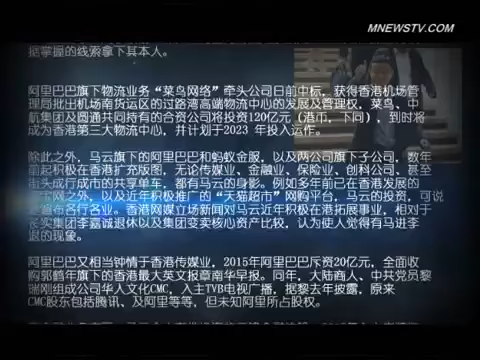 MNEWSTV.COM
据掌握的线索拿下其本人。
阿里巴巴旗下物流业务“菜鸟网络”牵头公司日前中标，获得香港机场管
理局批出机场南货运区的过路湾高端物流中心的发展及管理权，菜鸟、中
航集团及圆通共同持有的合资公司将投资120亿元（港币，下同），到时将
成为香港第三大物流中心，并计划于2023 年投入运作。
除此之外，马云旗下的阿里巴巴和蚂蚁金服，以及两公司旗下子公司，数年
前起积极在香港扩充版图，无论传媒业、金融业、保险业、创科公司、甚至
街头成行成市的共享单车，都有马云的身影。例如多年前已在香港发展的
宝网之外，以及近年积极推广的“天猫超市”网购平台，马云的投资，可说
是遍布各行各业。香港网媒立场新闻对马云近年积极在港拓展事业，相对于
长实集团李嘉诚退休以及集团变卖核心资产比较，认为使人觉得有马进李
退的现象。
阿里巴巴又相当钟情于香港传媒业，2015年阿里巴巴斥资20亿元，全面收
购郭鹤年旗下的香港最大英文报章南华早报。同年，大陆商人、中共党员黎
瑞刚组成公司华人文化CMC，入主TVB电视广播，据黎去年披露，原来
CMC股东包括腾讯、及阿里等等，但未知阿里所占股权。